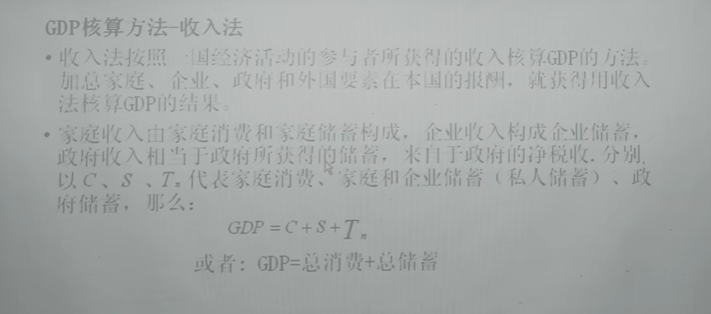 GDP核算方法-收入法
• 收入法按照一国经济活动的参与者所获得的收入核算GDP的方法。
加总家庭、企业、政府和外国要素在本国的报酬，就获得用收入
法核算GDP的结果。
• 家庭收入由家庭消费和家庭储蓄构成，企业收入构成企业储蓄，
政府收入相当于政府所获得的储蓄，来自于政府的净税收.分别
以C、S、Tn代表家庭消费、家庭和企业储蓄（私人储蓄）、政
府储蓄，那么：
GDP = C + S + Tn
或者：GDP=总消费+总储蓄